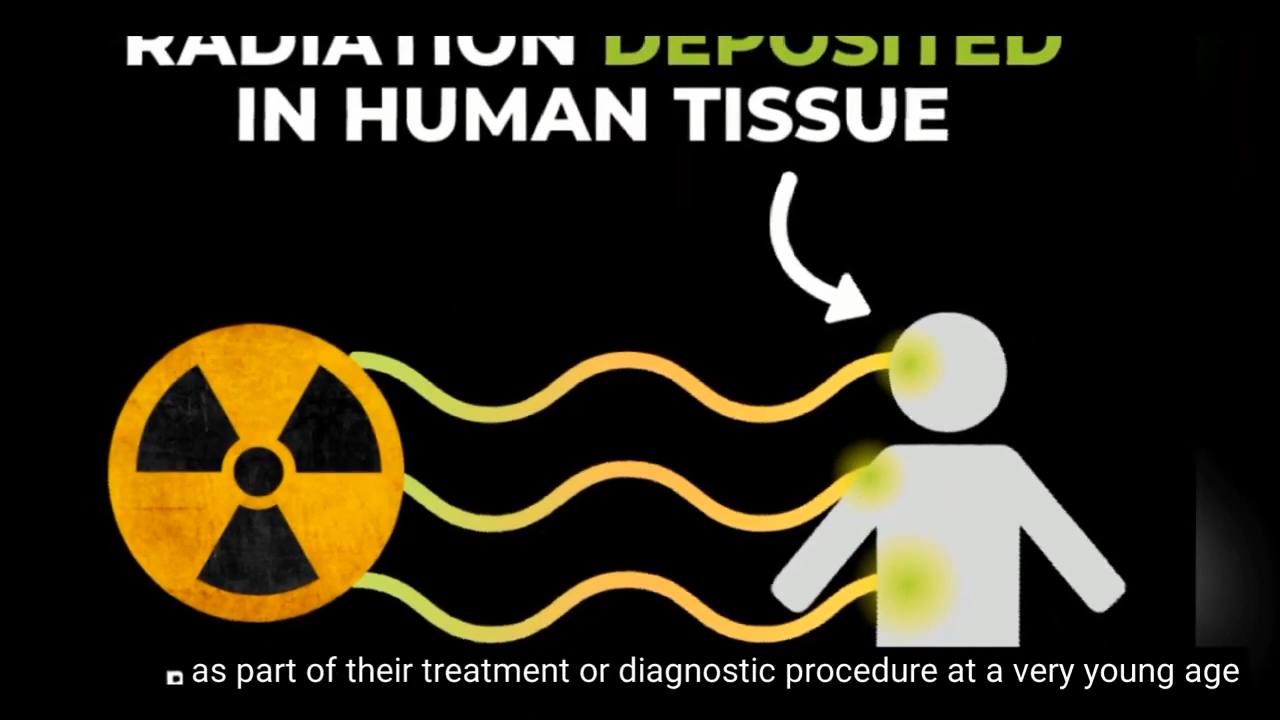 RADIATION DEPOSITED
IN HUMAN TISSUE
as part of their treatment or diagnostic procedure at a very young age